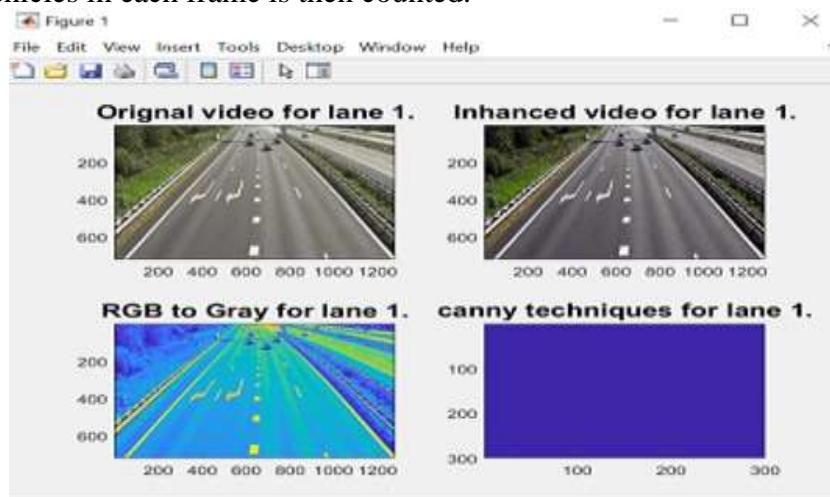 hicles in each frame is then counted.
Figure 1
File Edit View Insert Tools Desktop Window Help
Orignal video for lane 1.
200
400
600
200 400 600 800 1000 1200
Inhanced video for lane 1.
200
400
600
200 400 600 800 1000 1200
RGB to Gray for lane 1.
200
400
600
200 400 600 800 1000 1200
canny techniques for lane 1.
100
200
300
100 200 300